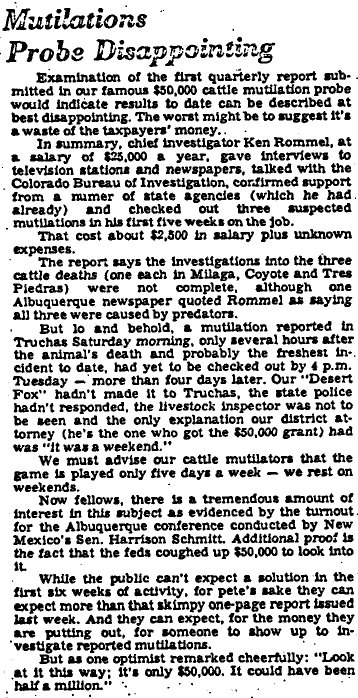 Mutilations
Probe Disappointing
Examination of the first quarterly report sub-
mitted in our famous $50,000 cattle mutilation probe
would indicate results to date can be described at
best disappointing. The worst might be to suggest it's
a waste of the taxpayers' money.
In summary, chief investigator Ken Rommel, at
a salary of $25,000 a year, gave interviews to
television stations and newspapers, talked with the
Colorado Bureau of Investigation, confirmed support
from a numer of state agencies (which he had
already) and checked out three suspected
mutilations in his first five weeks on the job.
That cost about $2,500 in salary plus unknown
expenses.
The report says the investigations into the three
cattle deaths (one each in Milaga, Coyote and Tres
Piedras) were not complete, although one
Albuquerque newspaper quoted Rommel as saying
all three were caused by predators.
But lo and behold, a mutilation reported in
Truchas Saturday morning, only several hours after
the animal's death and probably the freshest in-
cident to date, had yet to be checked out by 4 p.m.
Tuesday — more than four days later. Our "Desert
Fox" hadn't made it to Truchas, the state police
hadn't responded, the livestock inspector was not to
be seen and the only explanation our district at-
torney (he's the one who got the $50,000 grant) had
was "it was a weekend."
We must advise our cattle mutilators that the
game is played only five days a week — we rest on
weekends.
Now fellows, there is a tremendous amount of
interest in this subject as evidenced by the turnout
for the Albuquerque conference conducted by New
Mexico's Sen. Harrison Schmitt. Additional proof is
the fact that the feds coughed up $50,000 to look into
it.
While the public can't expect a solution in the
first six weeks of activity, for pete's sake they can
expect more than that skimpy one-page report issued
last week. And they can expect, for the money they
are putting out, for someone to show up to in-
vestigate reported mutilations.
But as one optimist remarked cheerfully: "Look
at it this way; it's only $50,000. It could have been
half a million."